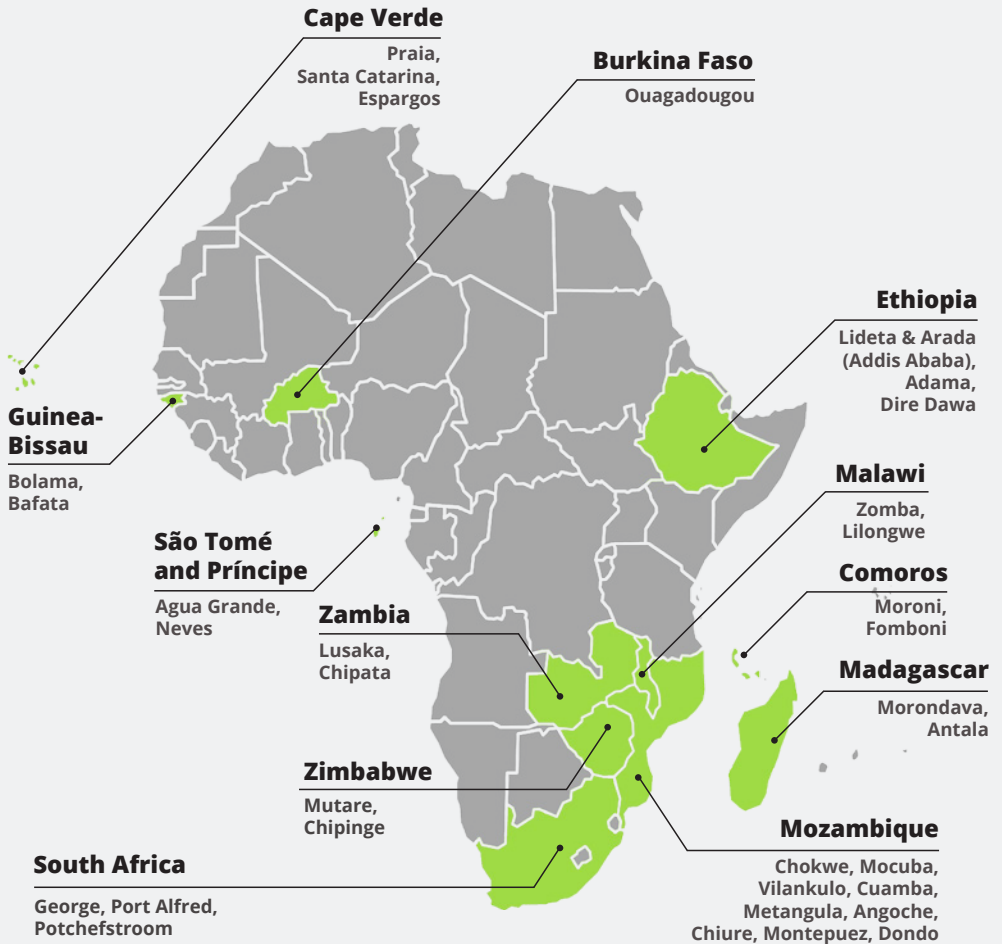 Cape Verde
Praia,
Santa Catarina,
Espargos
Burkina Faso
Ouagadougou
Ethiopia
Lideta & Arada
(Addis Ababa),
Adama,
Dire Dawa
Guinea-
Bissau
Bolama,
Bafata
Malawi
Zomba,
Lilongwe
São Tomé
and Príncipe
Agua Grande,
Neves
Comoros
Moroni,
Fomboni
Zambia
Lusaka,
Chipata
Madagascar
Morondava,
Antala
Zimbabwe
Mutare,
Chipinge
Mozambique
Chokwe, Mocuba,
Vilankulo, Cuamba,
Metangula, Angoche,
Chiure, Montepuez, Dondo
South Africa
George, Port Alfred,
Potchefstroom